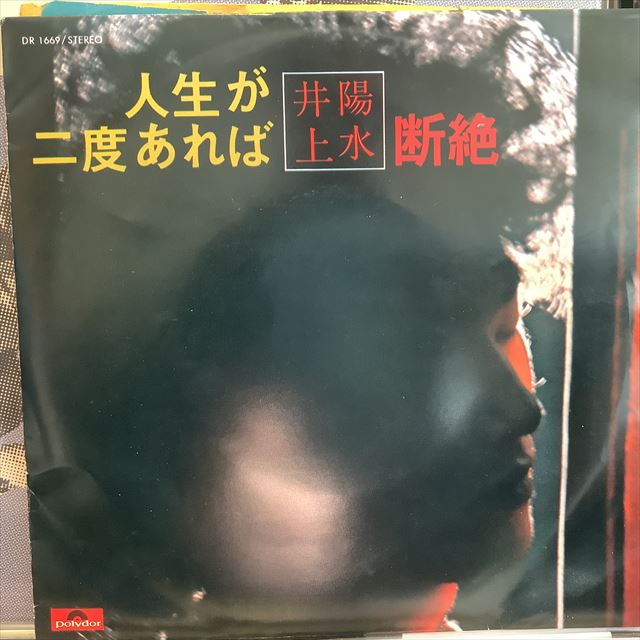 DR 1669/STEREO
人生が
二度あれば
井陽
上水
断絶
Polydor